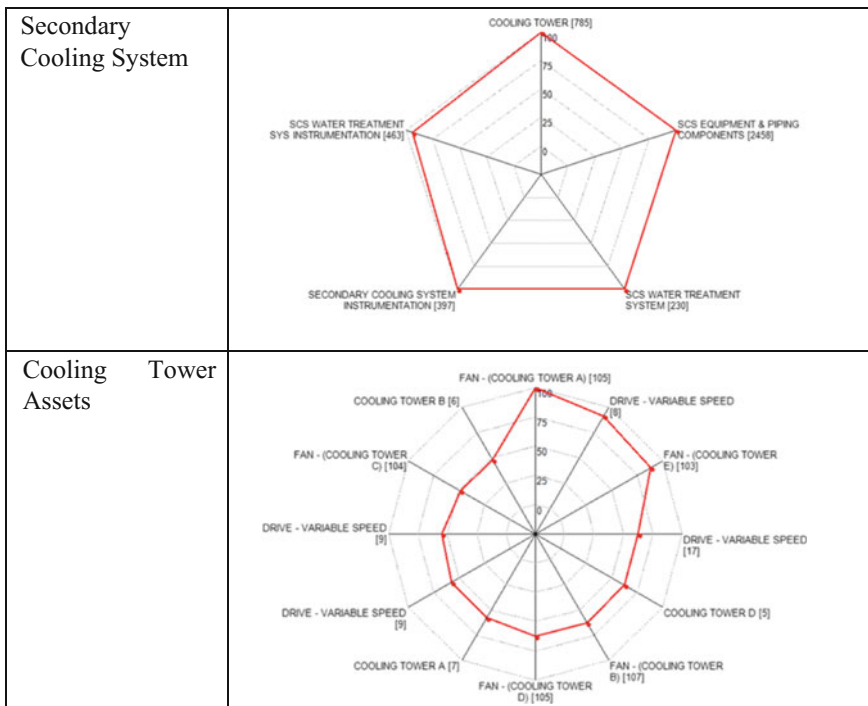 Secondary
Cooling System
COOLING TOWER [785]
100
75
50
25
0
SCS WATER TREATMENT
SYS INSTRUMENTATION [463]
SCS EQUIPMENT & PIPING
COMPONENTS [2458]
SECONDARY COOLING SYSTEM
INSTRUMENTATION [397]
SCS WATER TREATMENT
SYSTEM [230]
Cooling Tower
Assets
FAN - (COOLING TOWER A) [105]
100
75
50
25
0
DRIVE - VARIABLE SPEED
[8]
FAN - (COOLING TOWER
E) [103]
DRIVE - VARIABLE SPEED
[17]
COOLING TOWER D [5]
FAN - (COOLING TOWER
B) [107]
FAN - (COOLING TOWER
D) [105]
COOLING TOWER A [7]
DRIVE - VARIABLE SPEED
[9]
DRIVE - VARIABLE SPEED
[9]
FAN - (COOLING TOWER
C) [104]
COOLING TOWER B [6]